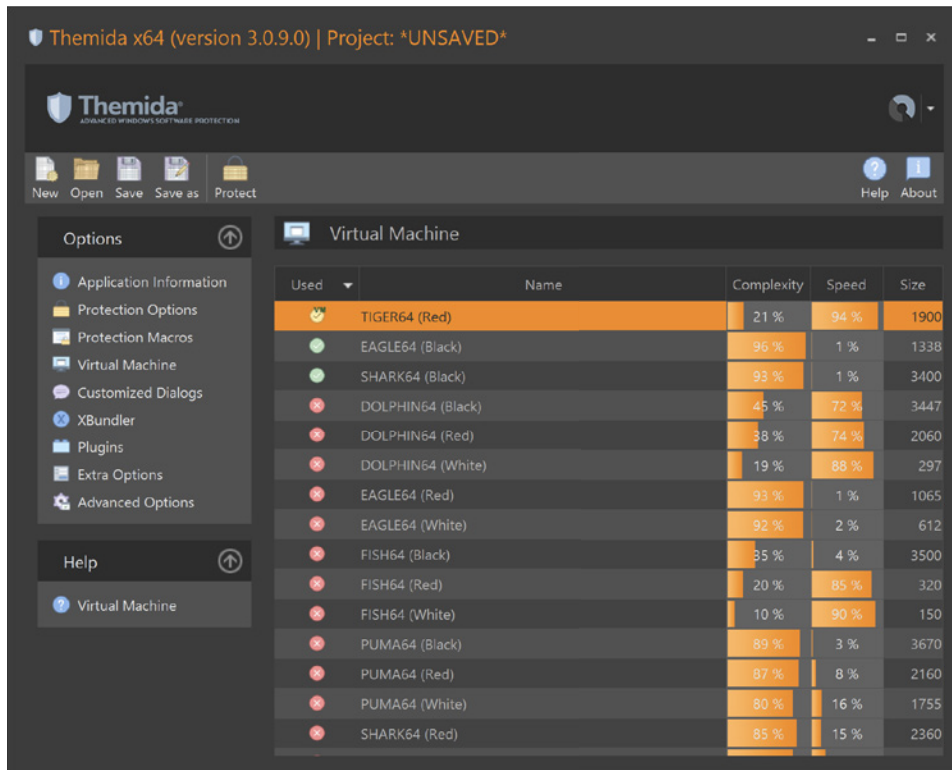 Themida x64 (version 3.0.9.0) | Project: *UNSAVED*
Themida®
ADVANCED WINDOWS SOFTWARE PROTECTION
New Open Save Save as Protect Help About
Options
Application Information
Protection Options
Protection Macros
Virtual Machine
Customized Dialogs
XBundler
Plugins
Extra Options
Advanced Options
Help
Virtual Machine
Virtual Machine
Used Name Complexity Speed Size
TIGER64 (Red) 21 % 94 % 1900
EAGLE64 (Black) 96 % 1 % 1338
SHARK64 (Black) 93 % 1 % 3400
DOLPHIN64 (Black) 45 % 72 % 3447
DOLPHIN64 (Red) 38 % 74 % 2060
DOLPHIN64 (White) 19 % 88 % 297
EAGLE64 (Red) 93 % 1 % 1065
EAGLE64 (White) 92 % 2 % 612
FISH64 (Black) 35 % 4 % 3500
FISH64 (Red) 20 % 85 % 320
FISH64 (White) 10 % 90 % 150
PUMA64 (Black) 89 % 3 % 3670
PUMA64 (Red) 87 % 8 % 2160
PUMA64 (White) 80 % 16 % 1755
SHARK64 (Red) 85 % 15 % 2360